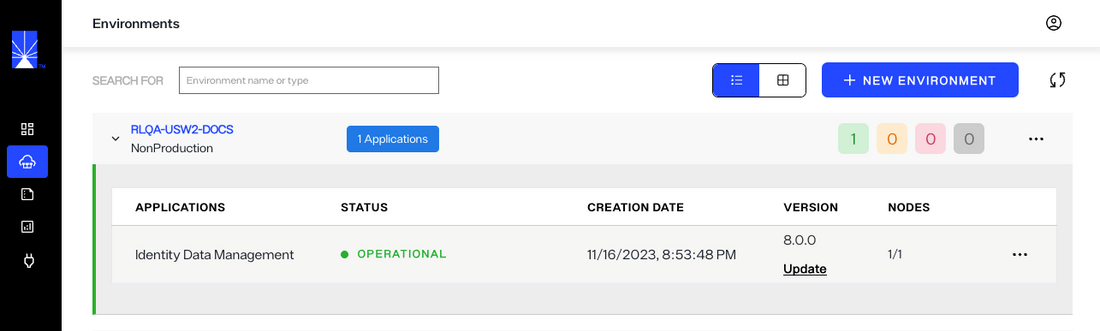 Environments
SEARCH FOR
Environment name or type
NEW ENVIRONMENT
RLQA-USW2-DOCS
NonProduction
1 Applications
1 0 0 0
APPLICATIONS STATUS CREATION DATE VERSION NODES
Identity Data Management OPERATIONAL 11/16/2023, 8:53:48 PM 8.0.0 1/1
Update